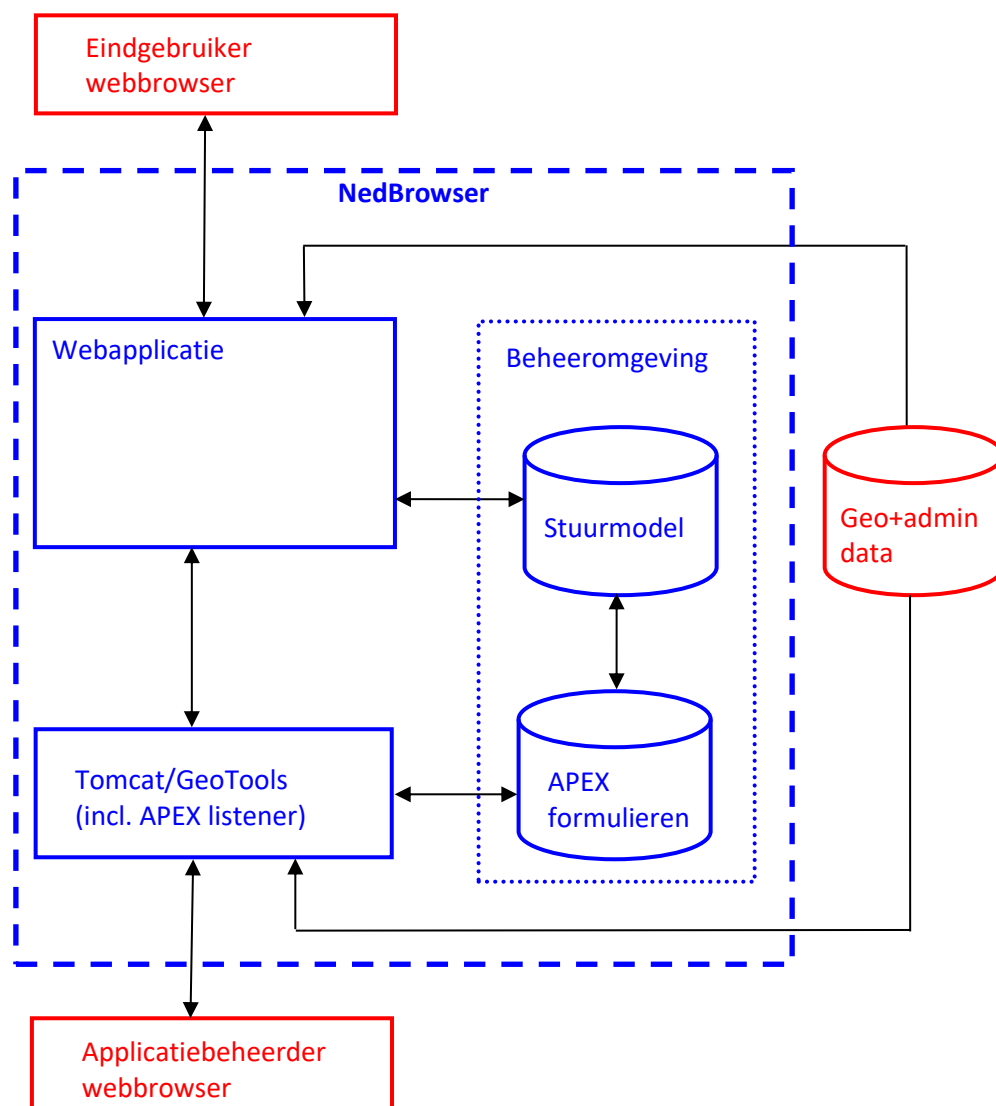 Eindgebruiker
webbrowser
NedBrowser
Webapplicatie
Beheeromgeving
Stuurmodel
Geo+admin
data
Tomcat/GeoTools
(incl. APEX listener)
APEX
formulieren
Applicatiebeheerder
webbrowser